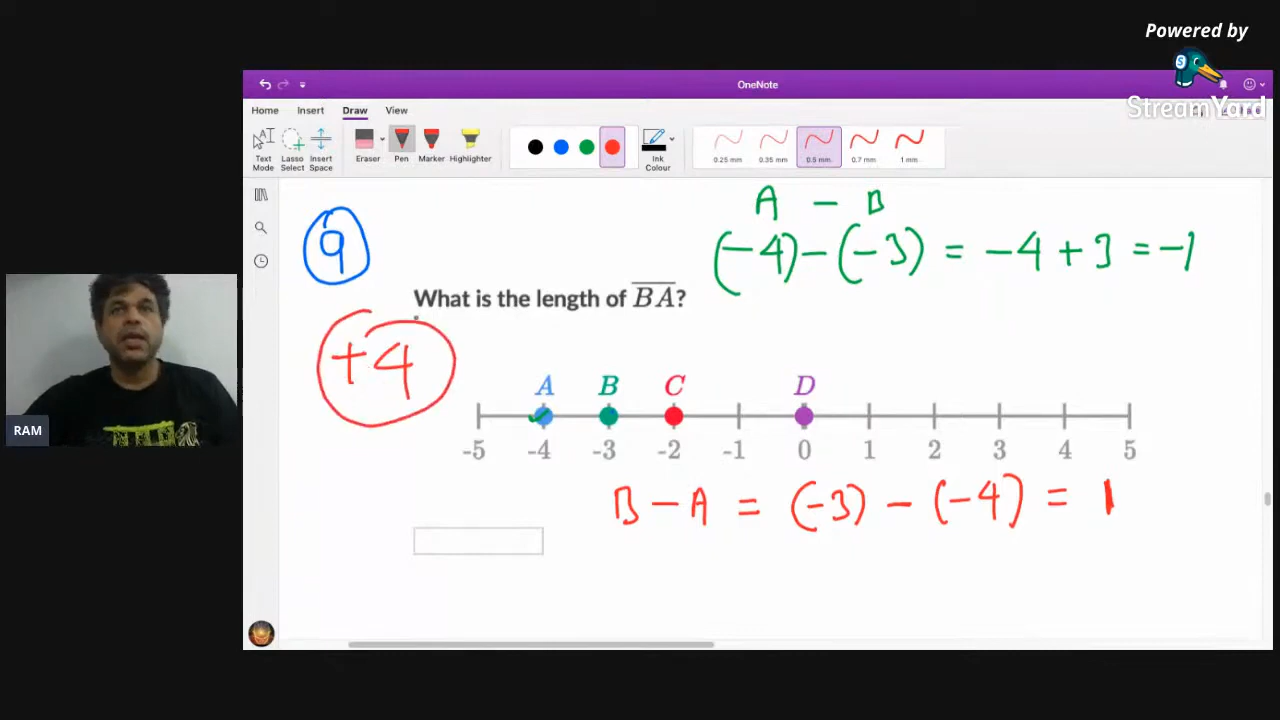 Powered by
StreamYard
OneNote
Home Insert Draw View
Text Mode Lasso Select Insert Space Eraser Pen Marker Highlighter Ink Colour 0.25 mm 0.35 mm 0.5 mm 0.7 mm 1 mm
9
A - B
(-4)-(-3) = -4+3 = -1
What is the length of BA?
+4
A B C D
-5 -4 -3 -2 -1 0 1 2 3 4 5
B - A = (-3) - (-4) = 1
RAM